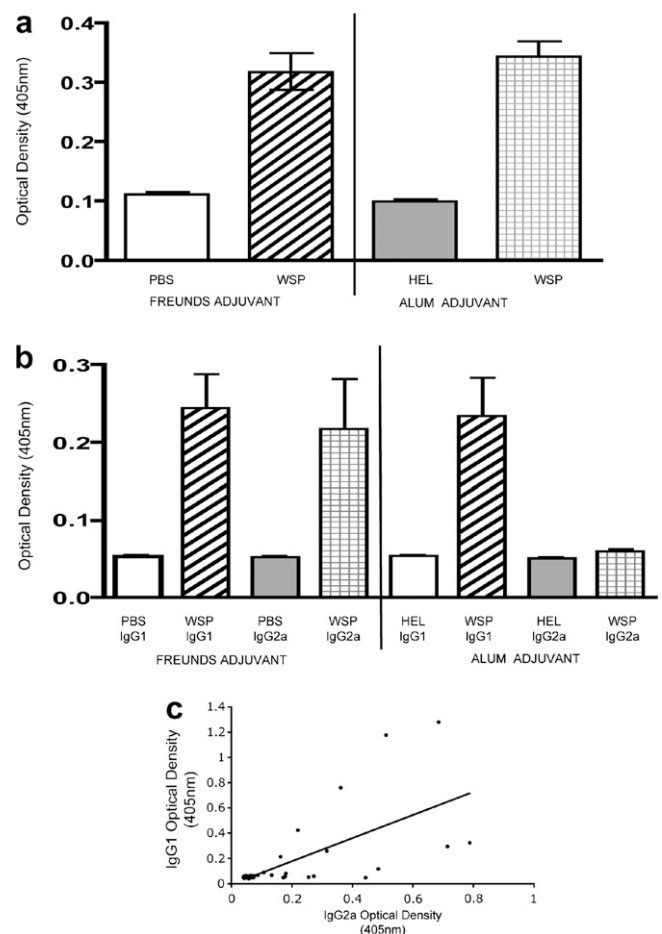 a
Optical Density (405nm)
0.4
0.3
0.2
0.1
0.0
PBS WSP HEL WSP
FREUNDS ADJUVANT ALUM ADJUVANT
b
Optical Density (405nm)
0.3
0.2
0.1
0.0
PBS WSP PBS WSP HEL WSP HEL WSP
IgG1 IgG1 IgG2a IgG2a IgG1 IgG1 IgG2a IgG2a
FREUNDS ADJUVANT ALUM ADJUVANT
c
IgG1 Optical Density
(405nm)
1.4
1.2
1
0.8
0.6
0.4
0.2
0
0 0.2 0.4 0.6 0.8 1
IgG2a Optical Density
(405nm)